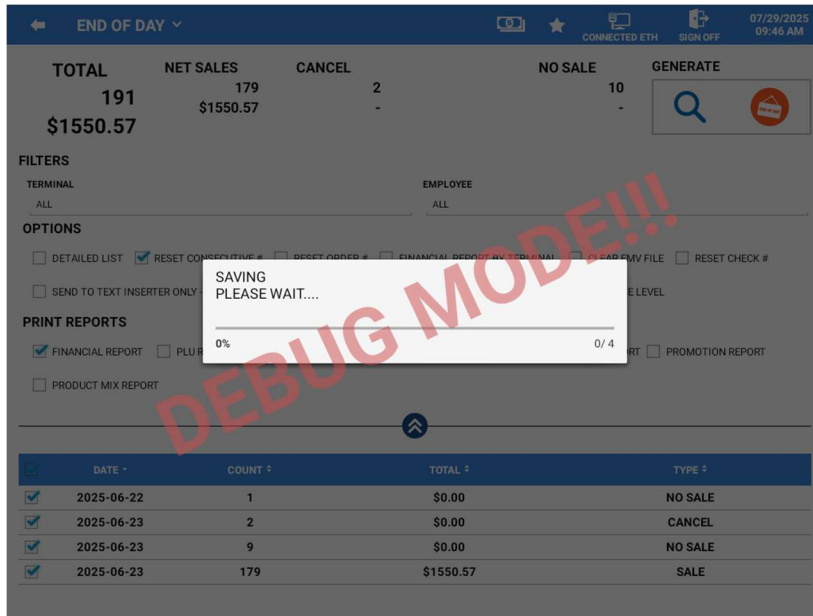 END OF DAY
CONNECTED ETH
SIGN OFF
07/29/2025
09:46 AM
TOTAL
191
$1550.57
NET SALES
179
$1550.57
CANCEL
2
-
NO SALE
10
-
GENERATE
FILTERS
TERMINAL
ALL
EMPLOYEE
ALL
OPTIONS
DETAILED LIST
RESET CONSECUTIVE #
RESET ORDER #
FINANCIAL REPORT BY TERMINAL
CLEAR EMV FILE
RESET CHECK #
SEND TO TEXT INSERTER ONLY
LEVEL
SAVING
PLEASE WAIT....
0% 0/ 4
DEBUG MODE!!!
PRINT REPORTS
FINANCIAL REPORT
PLU
PROMOTION REPORT
PRODUCT MIX REPORT
DATE COUNT TOTAL TYPE
2025-06-22 1 $0.00 NO SALE
2025-06-23 2 $0.00 CANCEL
2025-06-23 9 $0.00 NO SALE
2025-06-23 179 $1550.57 SALE